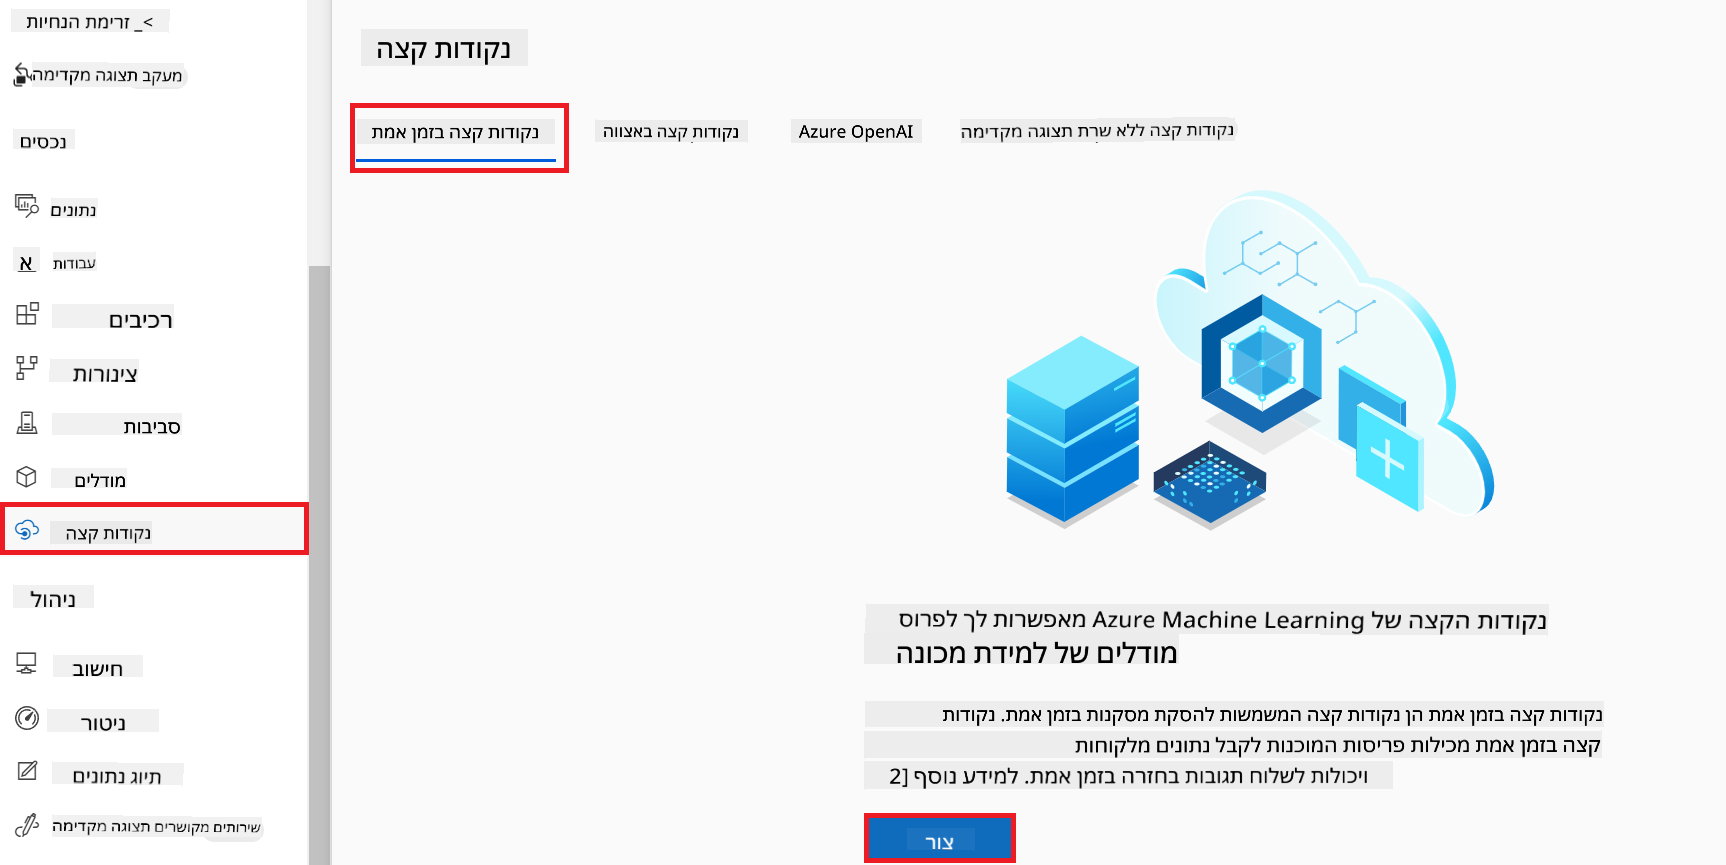 >_ זרימת הנחיות
מעקב תצוגה מקדימה
נכסים
נתונים
א עבודות
רכיבים
צינורות
סביבות
מודלים
נקודות קצה
ניהול
חישוב
ניטור
תיוג נתונים
שירותים מקושרים תצוגה מקדימה
נקודות קצה
נקודות קצה בזמן אמת
נקודות קצה באצווה
Azure OpenAI
נקודות קצה ללא שרת תצוגה מקדימה
נקודות הקצה של Azure Machine Learning מאפשרות לך לפרוס
מודלים של למידת מכונה
נקודות קצה בזמן אמת הן נקודות קצה המשמשות להסקת מסקנות בזמן אמת. נקודות
קצה בזמן אמת מכילות פריסות המוכנות לקבל נתונים מלקוחות
ויכולות לשלוח תגובות בחזרה בזמן אמת. למידע נוסף [2
צור